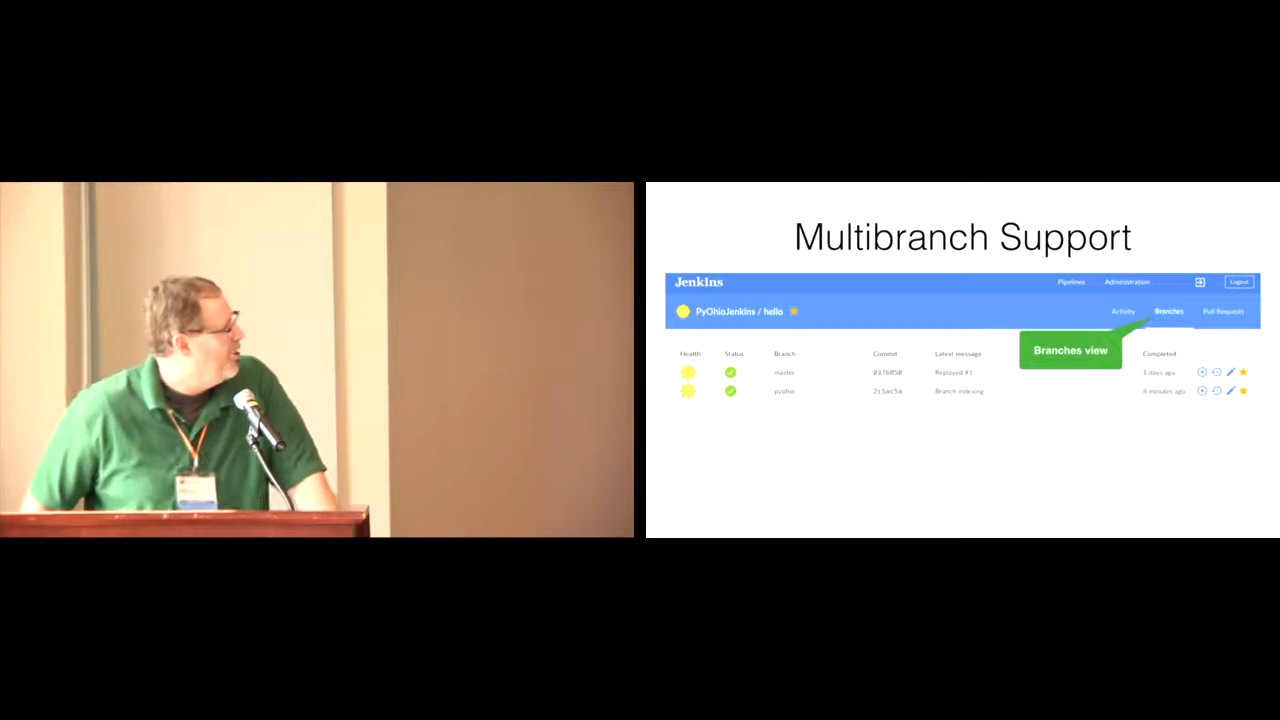 Multibranch Support
Jenkins Pipelines Administration Logout
PyOhioJenkins / hello Activity Branches Pull Requests
Branches view
Health Status Branch Commit Latest message Completed
master 0376050 Replayed #1 5 days ago
pyohio 2c5ac5a Branch indexing 8 minutes ago